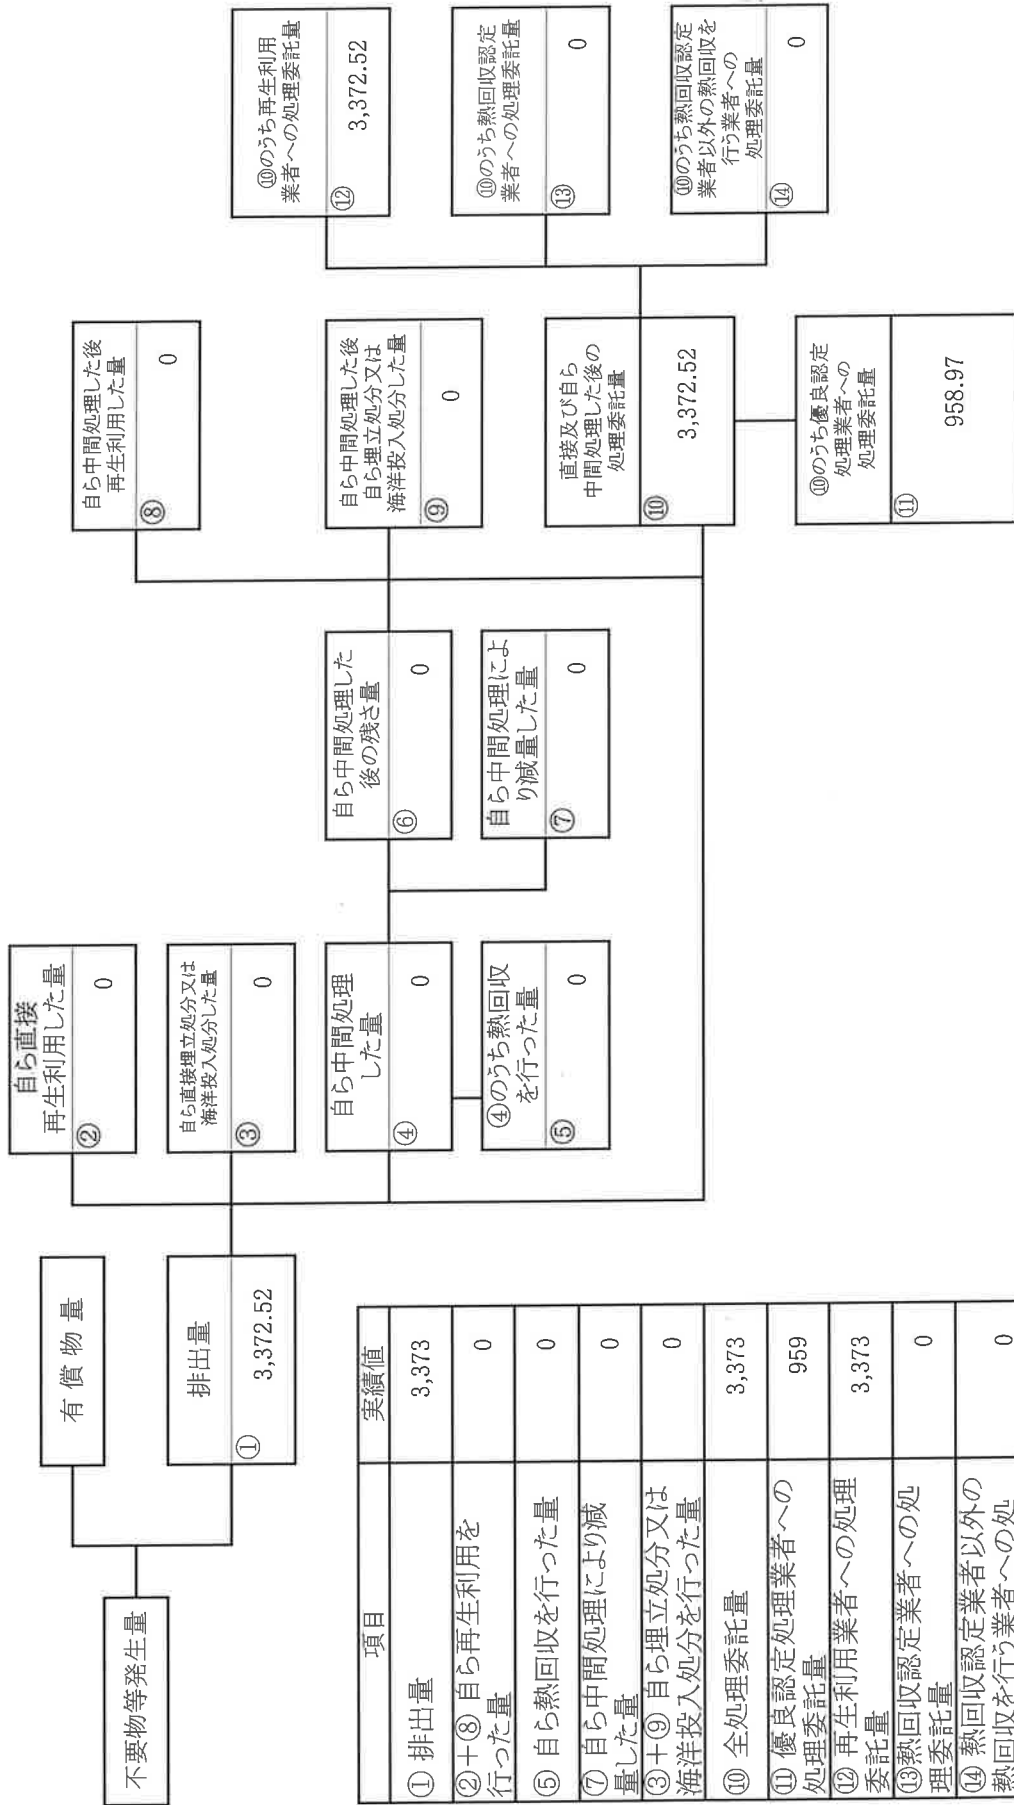 不要物等発生量
有 償 物 量
排出量
①
3,372.52
自ら直接
再生利用した量
②
0
自ら直接埋立処分又は
海洋投入処分した量
③
0
自ら中間処理
した量
④
0
④のうち熱回収
を行った量
⑤
0
自ら中間処理した
後の残さ量
⑥
0
自ら中間処理によ
り減量した量
⑦
0
自ら中間処理した後
再生利用した量
⑧
0
自ら中間処理した後
自ら埋立処分又は
海洋投入処分した量
⑨
0
直接及び自ら
中間処理した後の
処理委託量
⑩
3,372.52
⑩のうち優良認定
処理業者への
処理委託量
⑪
958.97
⑩のうち再生利用
業者への処理委託量
⑫
3,372.52
⑩のうち熱回収認定
業者への処理委託量
⑬
0
⑩のうち熱回収認定
業者以外の熱回収を
行う業者への
処理委託量
⑭
0
項目 実績値
① 排出量 3,373
②+⑧ 自ら再生利用を
行った量 0
⑤ 自ら熱回収を行った量 0
⑦ 自ら中間処理により減
量した量 0
③+⑨ 自ら埋立処分又は
海洋投入処分を行った量 0
⑩ 全処理委託量 3,373
⑪ 優良認定処理業者への
処理委託量 959
⑫ 再生利用業者への処理
委託量 3,373
⑬熱回収認定業者への処
理委託量 0
⑭ 熱回収認定業者以外の
熱回収を行う業者への処 0